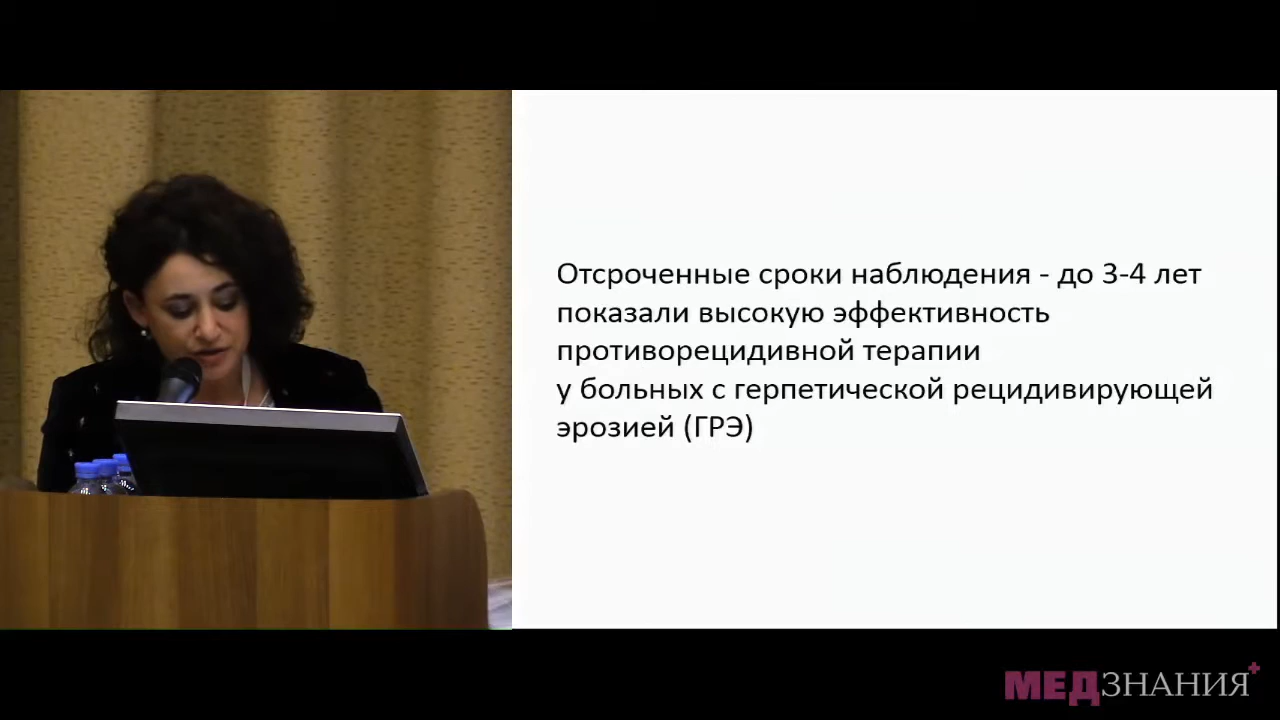 Отсроченные сроки наблюдения - до 3-4 лет
показали высокую эффективность
противорецидивной терапии
у больных с герпетической рецидивирующей
эрозией (ГРЭ)
МЕДЗНАНИЯ+